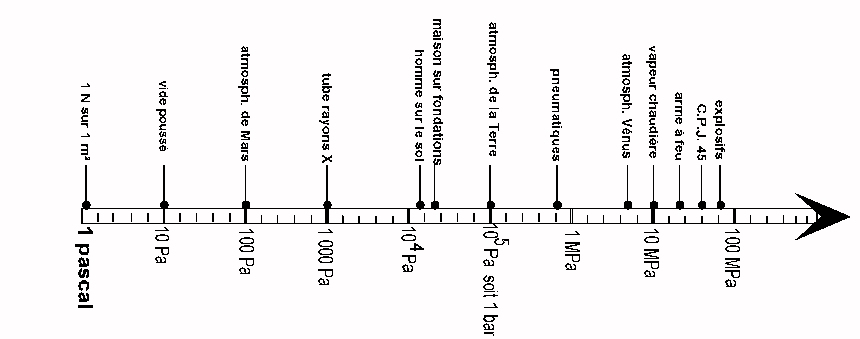 1 N sur 1 m²
vide poussé
atmosph. de Mars
tube rayons X
homme sur le sol
maison sur fondations
atmosph. de la Terre
pneumatiques
atmosph. Vénus
vapeur chaudière
arme à feu
C.P.J. 45
explosifs
1 pascal
10 Pa
100 Pa
1 000 Pa
10⁴ Pa
10⁵ Pa soit 1 bar
1 MPa
10 MPa
100 MPa